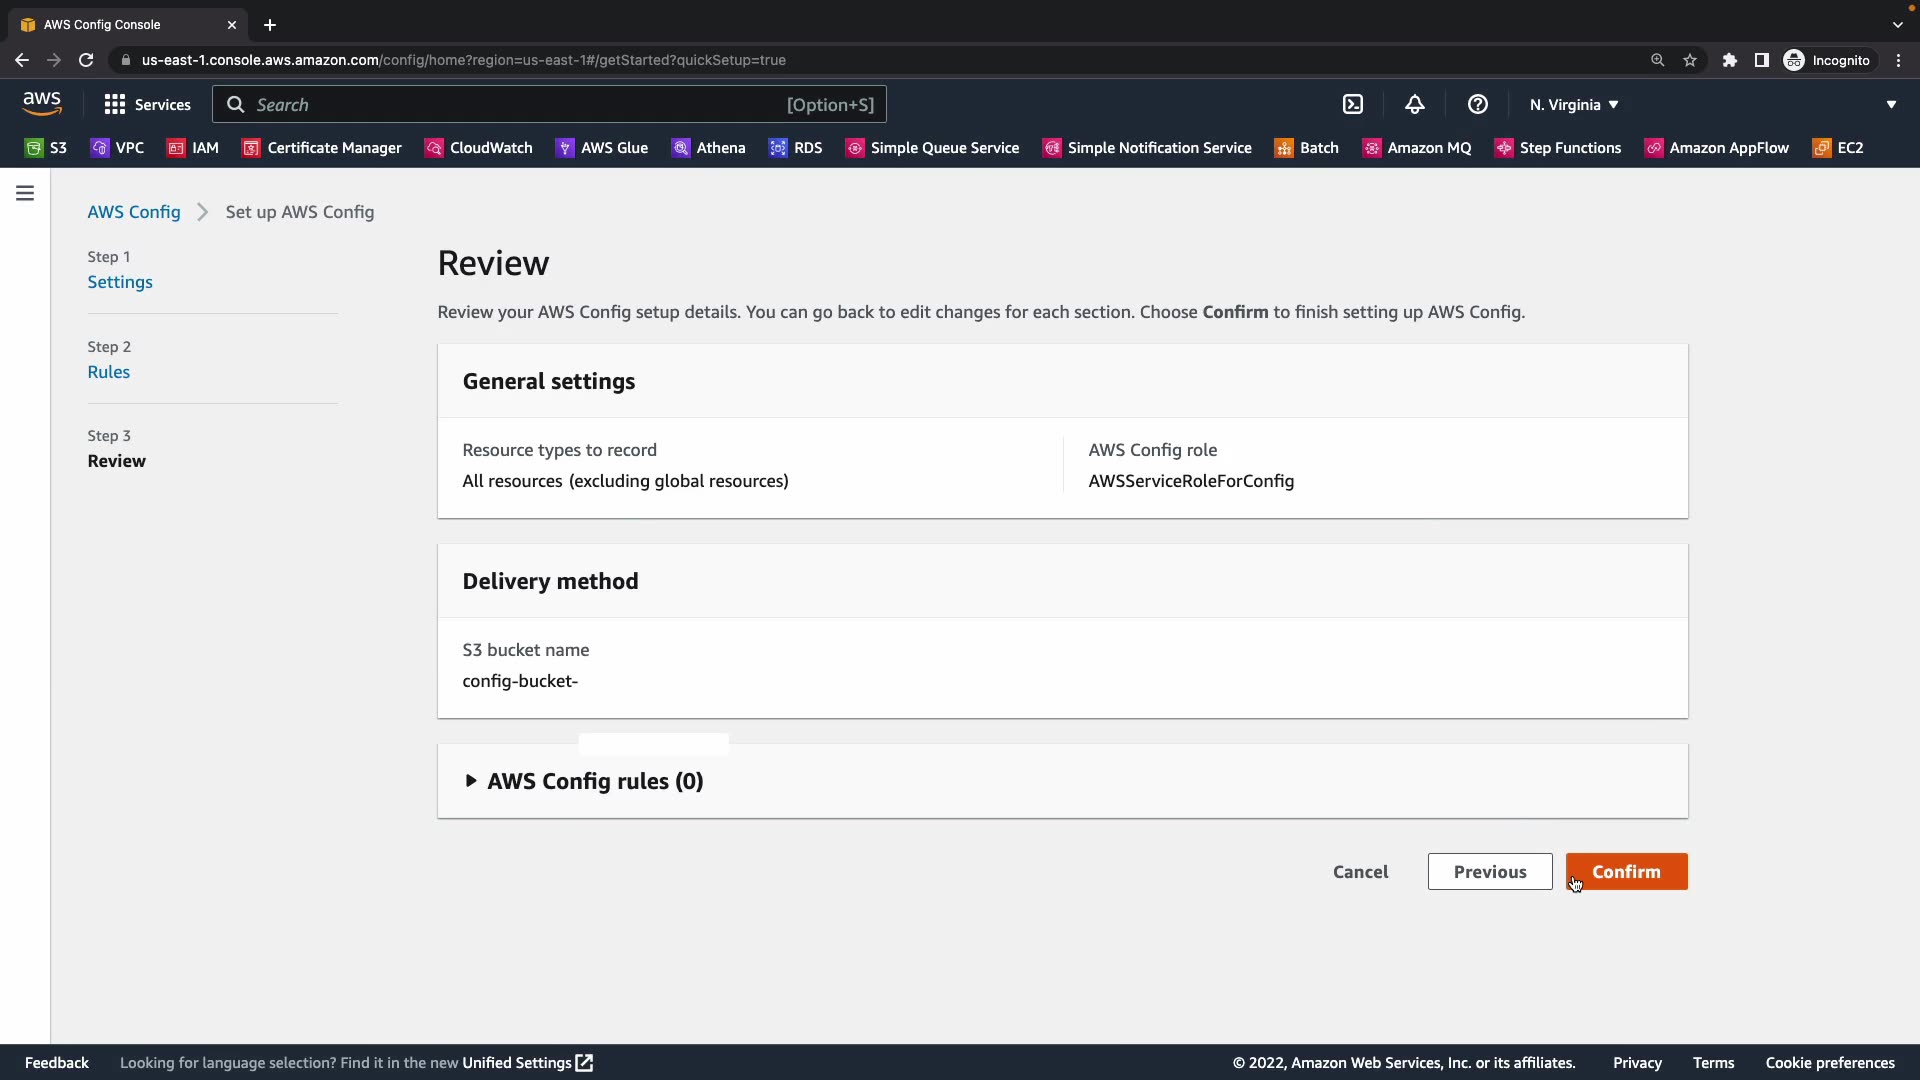 AWS Config Console
us-east-1.console.aws.amazon.com/config/home?region=us-east-1#/getStarted?quickSetup=true
Incognito
aws
Services
Search
[Option+S]
N. Virginia
S3
VPC
IAM
Certificate Manager
CloudWatch
AWS Glue
Athena
RDS
Simple Queue Service
Simple Notification Service
Batch
Amazon MQ
Step Functions
Amazon AppFlow
EC2
AWS Config
Set up AWS Config
Step 1
Settings
Step 2
Rules
Step 3
Review
Review
Review your AWS Config setup details. You can go back to edit changes for each section. Choose Confirm to finish setting up AWS Config.
General settings
Resource types to record
All resources (excluding global resources)
AWS Config role
AWSServiceRoleForConfig
Delivery method
S3 bucket name
config-bucket-
AWS Config rules (0)
Cancel
Previous
Confirm
Feedback
Looking for language selection? Find it in the new Unified Settings
© 2022, Amazon Web Services, Inc. or its affiliates.
Privacy
Terms
Cookie preferences